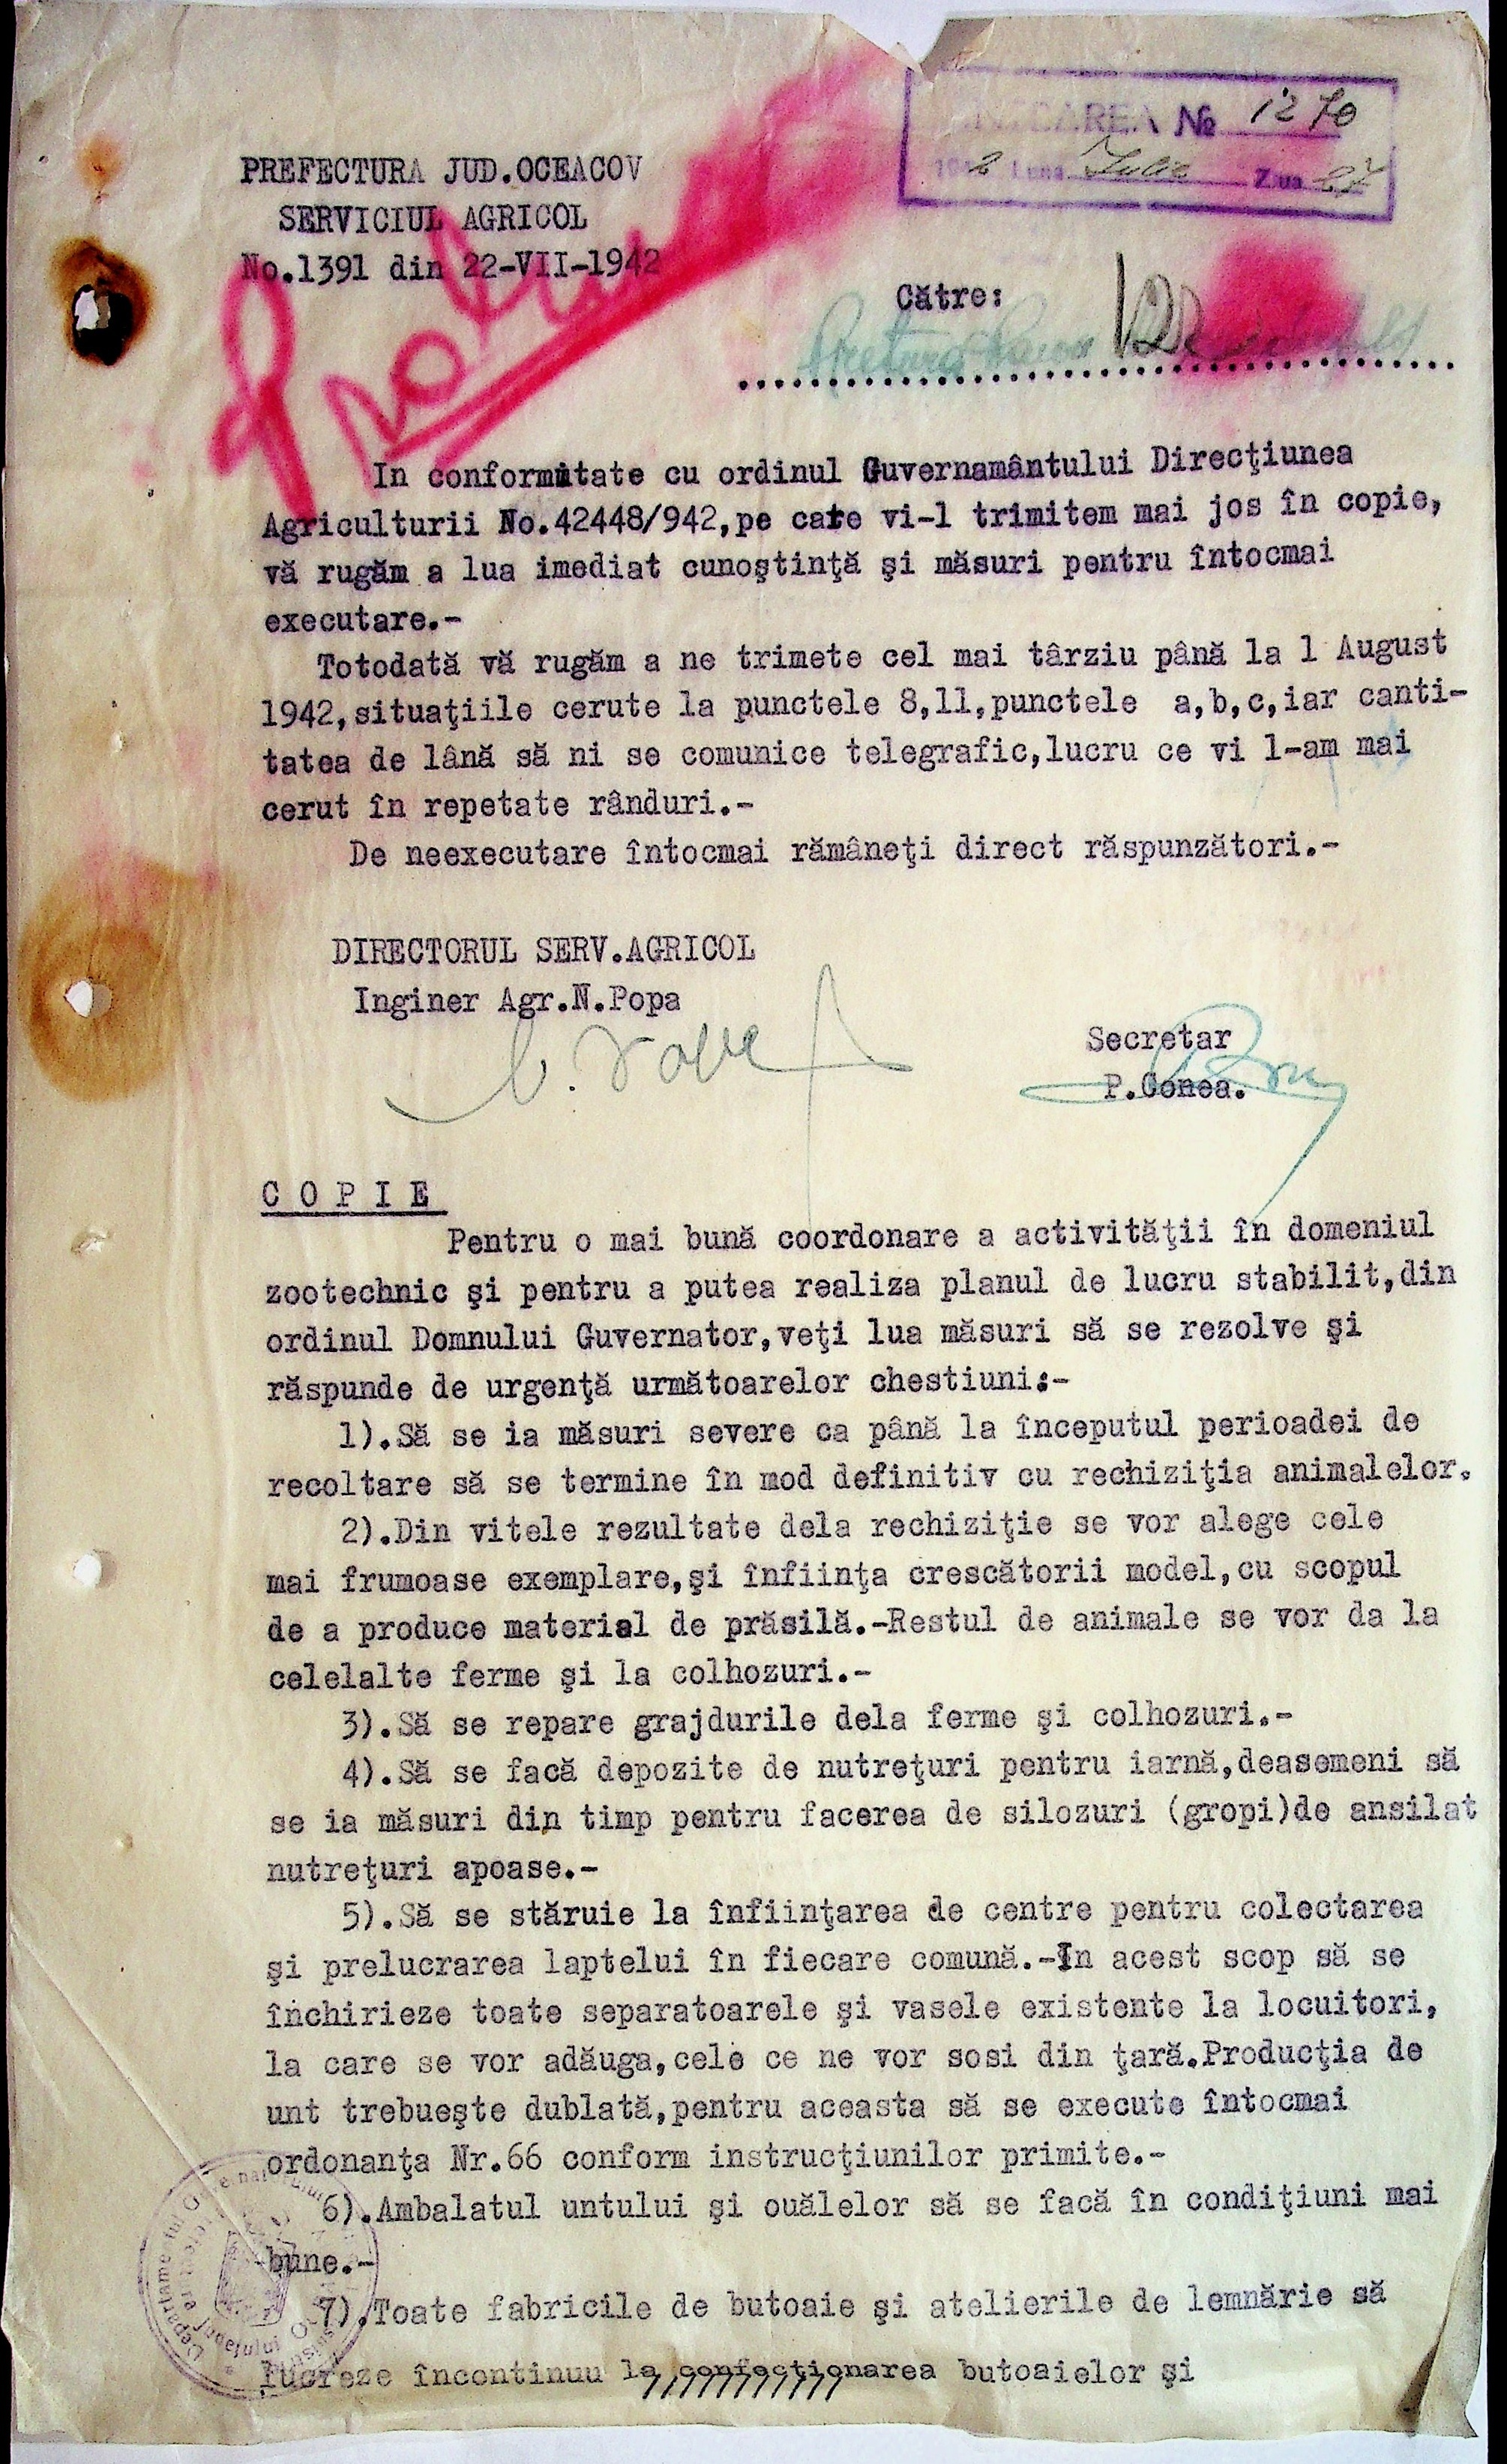 INTRAREA № 1270
1942 Luna Iulie Ziua 27
PREFECTURA JUD.OCEACOV
SERVICIUL AGRICOL
No.1391 din 22-VII-1942
Către:
Pretura
In conformitate cu ordinul Guvernamântului Direcţiunea
Agriculturii No.42448/942,pe care vi-l trimitem mai jos în copie,
vă rugăm a lua imediat cunoştinţă şi măsuri pentru întocmai
executare.-
Totodată vă rugăm a ne trimete cel mai târziu până la 1 August
1942,situaţiile cerute la punctele 8,11,punctele a,b,c,iar canti-
tatea de lână să ni se comunice telegrafic,lucru ce vi l-am mai
cerut în repetate rânduri.-
De neexecutare întocmai rămâneţi direct răspunzători.-
DIRECTORUL SERV.AGRICOL
Inginer Agr.N.Popa
Secretar
P.Gonea.
COPIE
Pentru o mai bună coordonare a activităţii în domeniul
zootechnic şi pentru a putea realiza planul de lucru stabilit,din
ordinul Domnului Guvernator,veţi lua măsuri să se rezolve şi
răspunde de urgenţă următoarelor chestiuni:-
1).Să se ia măsuri severe ca până la începutul perioadei de
recoltare să se termine în mod definitiv cu rechiziţia animalelor.
2).Din vitele rezultate dela rechiziţie se vor alege cele
mai frumoase exemplare,şi înfiinţa crescătorii model,cu scopul
de a produce material de prăsilă.-Restul de animale se vor da la
celelalte ferme şi la colhozuri.-
3).Să se repare grajdurile dela ferme şi colhozuri.-
4).Să se facă depozite de nutreţuri pentru iarnă,deasemeni să
se ia măsuri din timp pentru facerea de silozuri (gropi)de ansilat
nutreţuri apoase.-
5).Să se stăruie la înfiinţarea de centre pentru colectarea
şi prelucrarea laptelui în fiecare comună.-In acest scop să se
închirieze toate separatoarele şi vasele existente la locuitori,
la care se vor adăuga,cele ce ne vor sosi din ţară.Producţia de
unt trebueşte dublată,pentru aceasta să se execute întocmai
ordonanţa Nr.66 conform instrucţiunilor primite.-
6).Ambalatul untului şi ouălelor să se facă în condiţiuni mai
bune.-
7).Toate fabricile de butoaie şi atelierile de lemnărie să
lucreze încontinuu la confecţionarea butoaielor şi